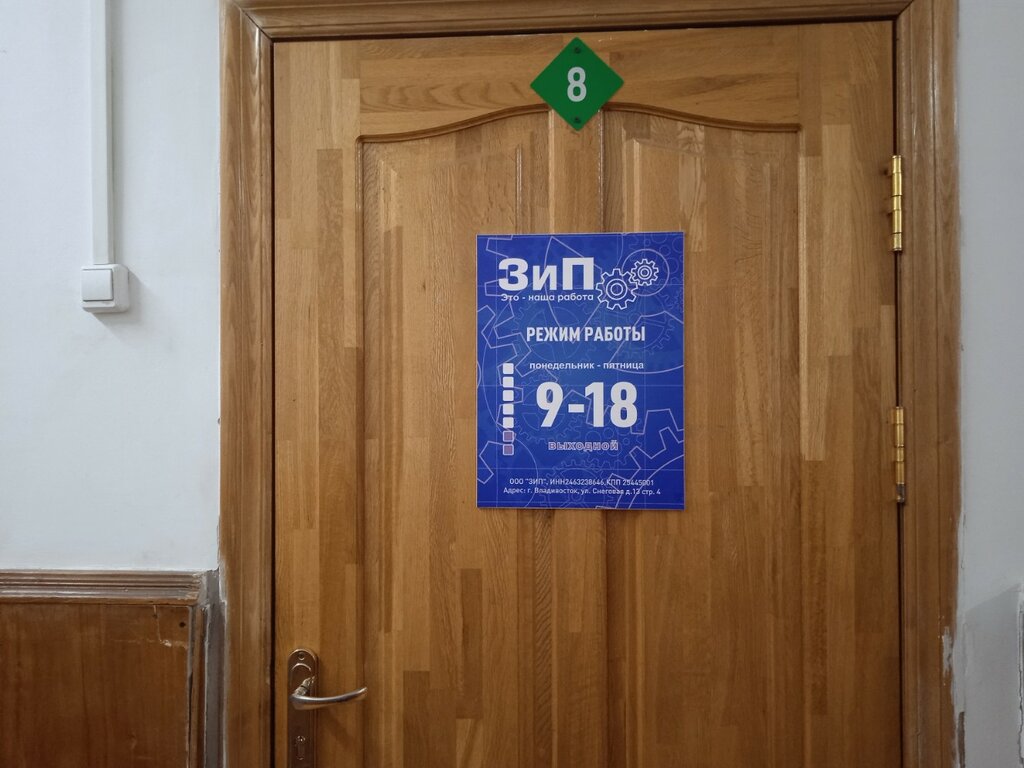 8
ЗиП
Это - наша работа
РЕЖИМ РАБОТЫ
понедельник - пятница
9-18
выходной
ООО "ЗИП", ИНН2463238646,КПП 25445001
Адрес: г. Владивосток, ул. Снеговая д.13 стр. 4